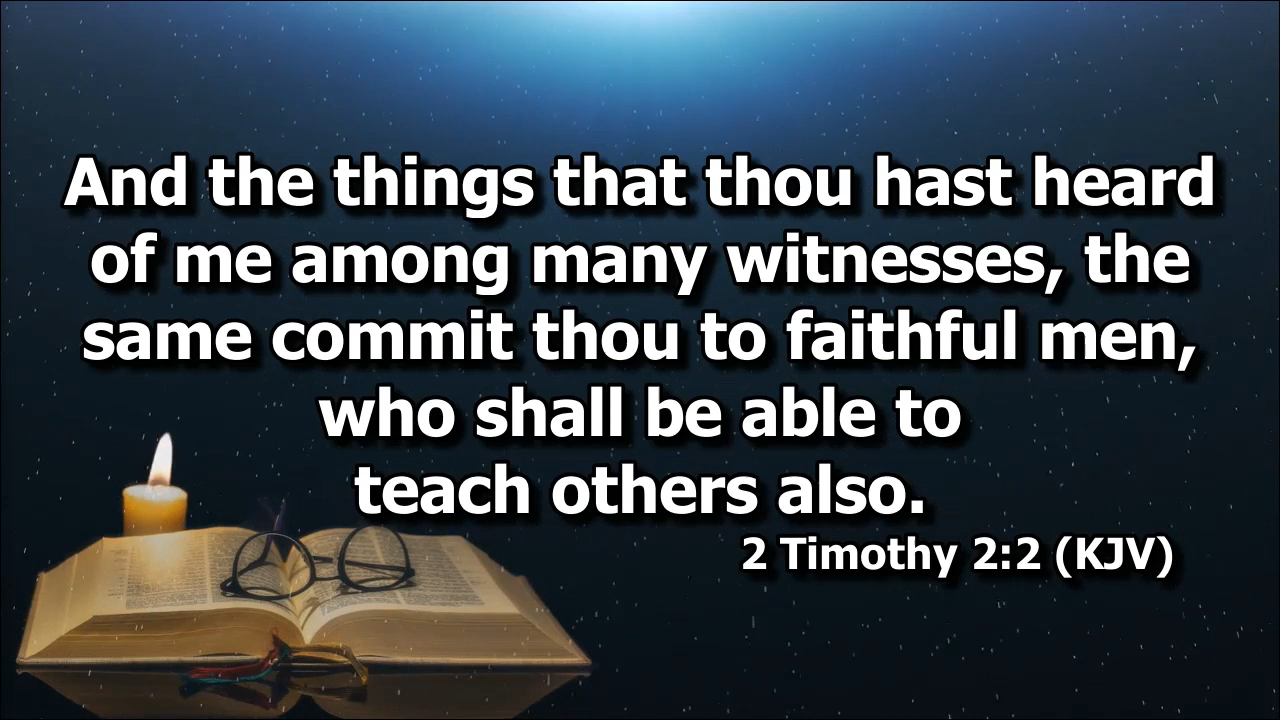 And the things that thou hast heard
of me among many witnesses, the
same commit thou to faithful men,
who shall be able to
teach others also.
2 Timothy 2:2 (KJV)